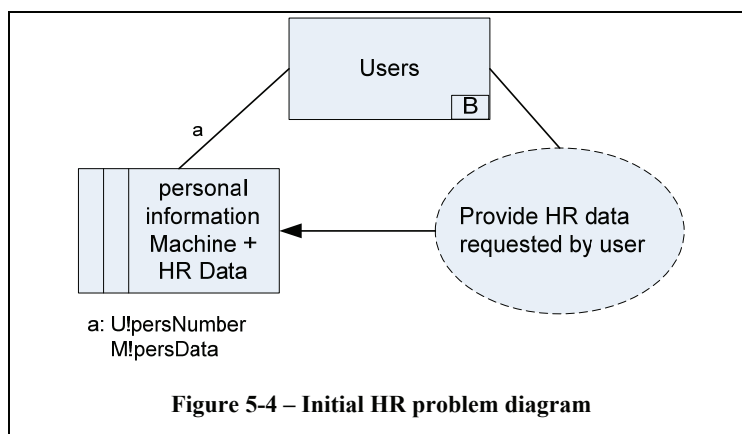 Users
B
a
personal
information
Machine +
HR Data
Provide HR data
requested by user
a: U!persNumber
M!persData
Figure 5-4 – Initial HR problem diagram